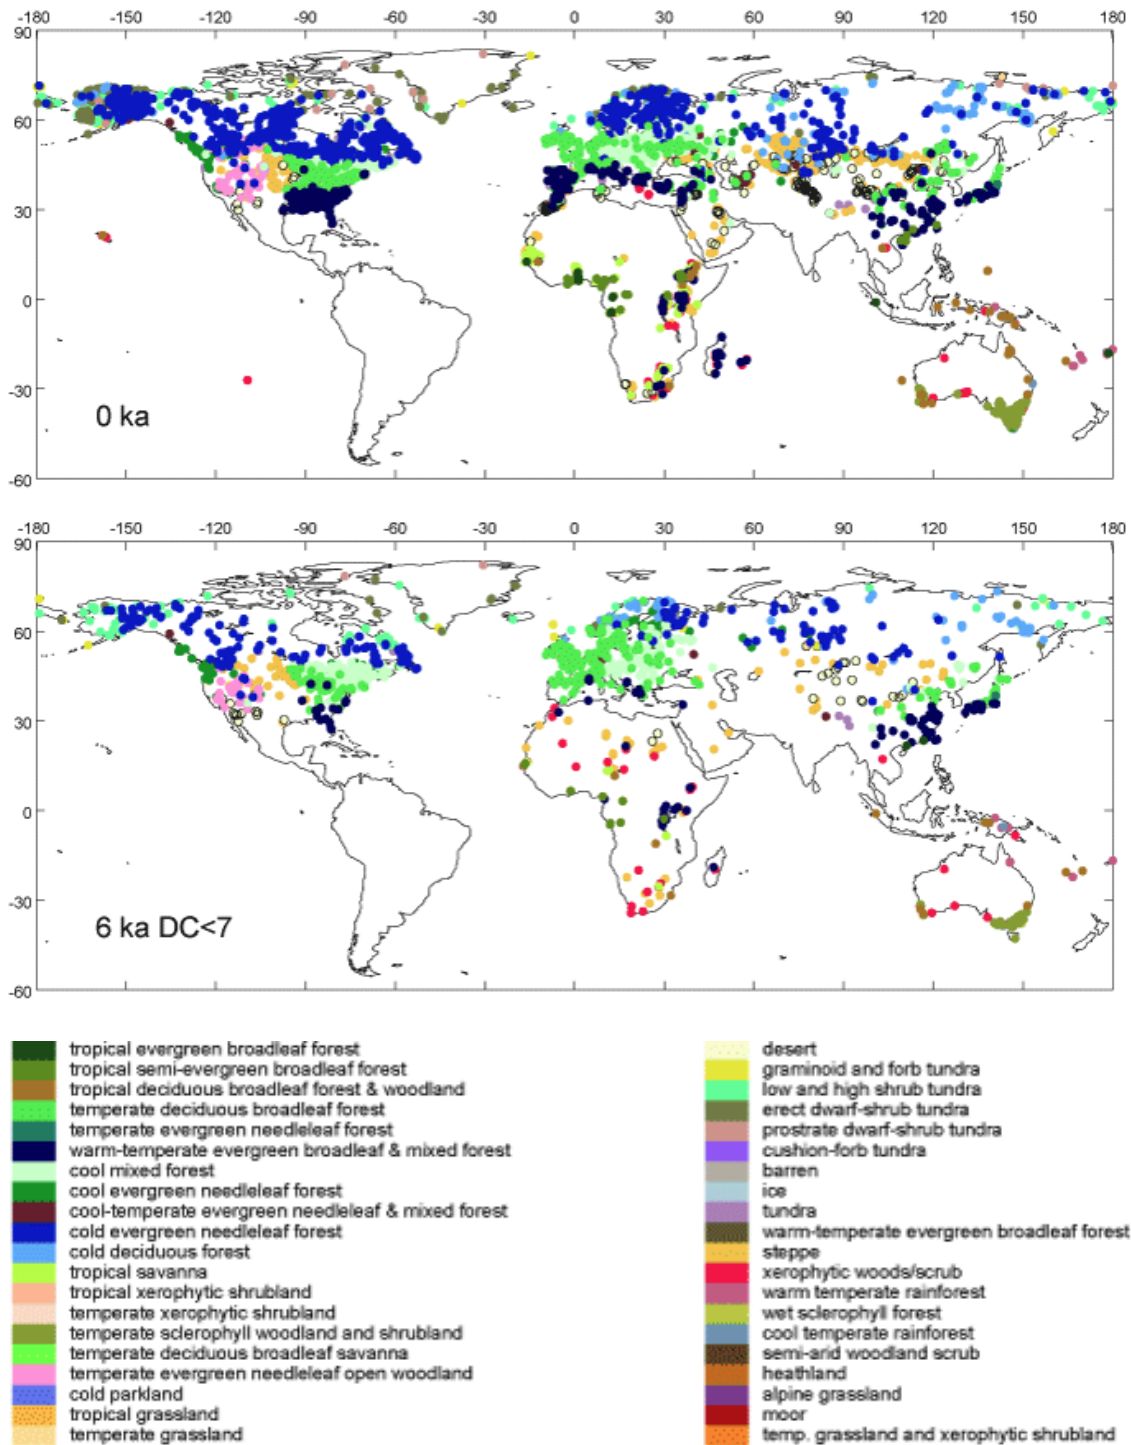 -180 -150 -120 -90 -60 -30 0 30 60 90 120 150 180
90
60
30
0
-30
-60
0 ka
-180 -150 -120 -90 -60 -30 0 30 60 90 120 150 180
90
60
30
0
-30
-60
6 ka DC<7
tropical evergreen broadleaf forest
tropical semi-evergreen broadleaf forest
tropical deciduous broadleaf forest & woodland
temperate deciduous broadleaf forest
temperate evergreen needleleaf forest
warm-temperate evergreen broadleaf & mixed forest
cool mixed forest
cool evergreen needleleaf forest
cool-temperate evergreen needleleaf & mixed forest
cold evergreen needleleaf forest
cold deciduous forest
tropical savanna
tropical xerophytic shrubland
temperate xerophytic shrubland
temperate sclerophyll woodland and shrubland
temperate deciduous broadleaf savanna
temperate evergreen needleleaf open woodland
cold parkland
tropical grassland
temperate grassland
desert
graminoid and forb tundra
low and high shrub tundra
erect dwarf-shrub tundra
prostrate dwarf-shrub tundra
cushion-forb tundra
barren
ice
tundra
warm-temperate evergreen broadleaf forest
steppe
xerophytic woods/scrub
warm temperate rainforest
wet sclerophyll forest
cool temperate rainforest
semi-arid woodland scrub
heathland
alpine grassland
moor
temp. grassland and xerophytic shrubland